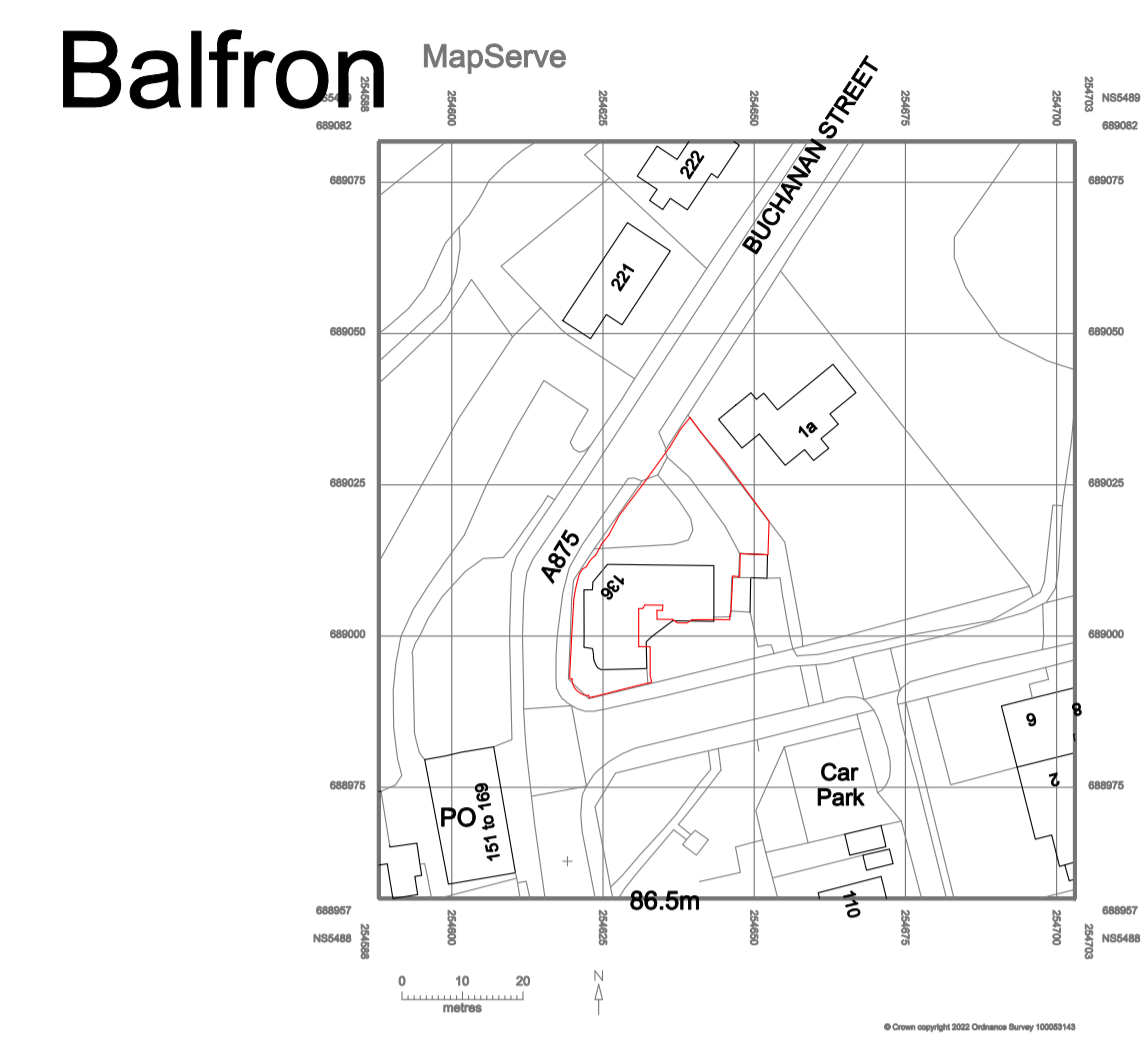 Balfron
MapServe
NS5489
689082
254588
254600
254625
254650
254675
254700
254703
NS5489
689082
BUCHANAN STREET
222
689075
689075
221
689050
689050
1a
689025
689025
A875
136
689000
689000
6
8
2
Car
Park
688975
688975
PO
151 to 169
110
86.5m
688957
NS5488
254588
254600
254625
254650
254675
254700
254703
688957
NS5488
0 10 20
metres
N
© Crown copyright 2022 Ordnance Survey 100053143